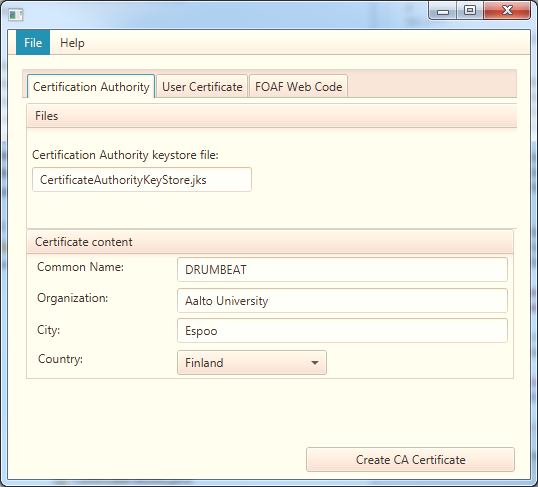 File Help
Certification Authority User Certificate FOAF Web Code
Files
Certification Authority keystore file:
CertificateAuthorityKeyStore.jks
Certificate content
Common Name: DRUMBEAT
Organization: Aalto University
City: Espoo
Country: Finland
Create CA Certificate